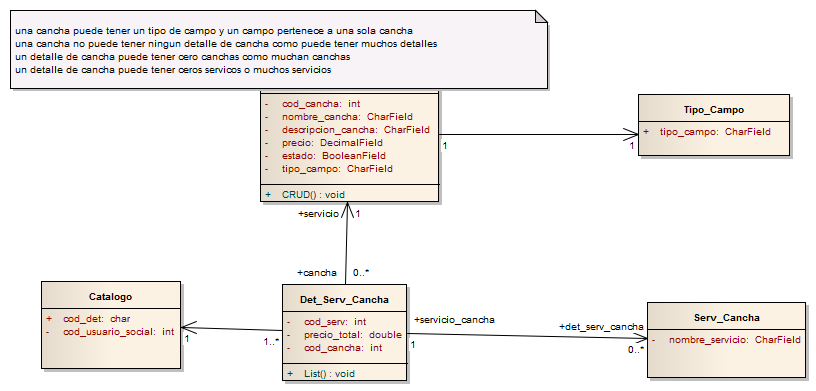 una cancha puede tener un tipo de campo y un campo pertenece a una sola cancha
una cancha no puede tener ningun detalle de cancha como puede tener muchos detalles
un detalle de cancha puede tener cero canchas como muchan canchas
un detalle de cancha puede tener ceros servicos o muchos servicios
- cod_cancha: int
- nombre_cancha: CharField
- descripcion_cancha: CharField
- precio: DecimalField
- estado: BooleanField
- tipo_campo: CharField
+ CRUD() : void
Tipo_Campo
+ tipo_campo: CharField
1
1
+servicio
1
+cancha
0..*
Catalogo
+ cod_det: char
- cod_usuario_social: int
1
1..*
Det_Serv_Cancha
- cod_serv: int
- precio_total: double
- cod_cancha: int
+ List() : void
+servicio_cancha
1
+det_serv_cancha
0..*
Serv_Cancha
- nombre_servicio: CharField